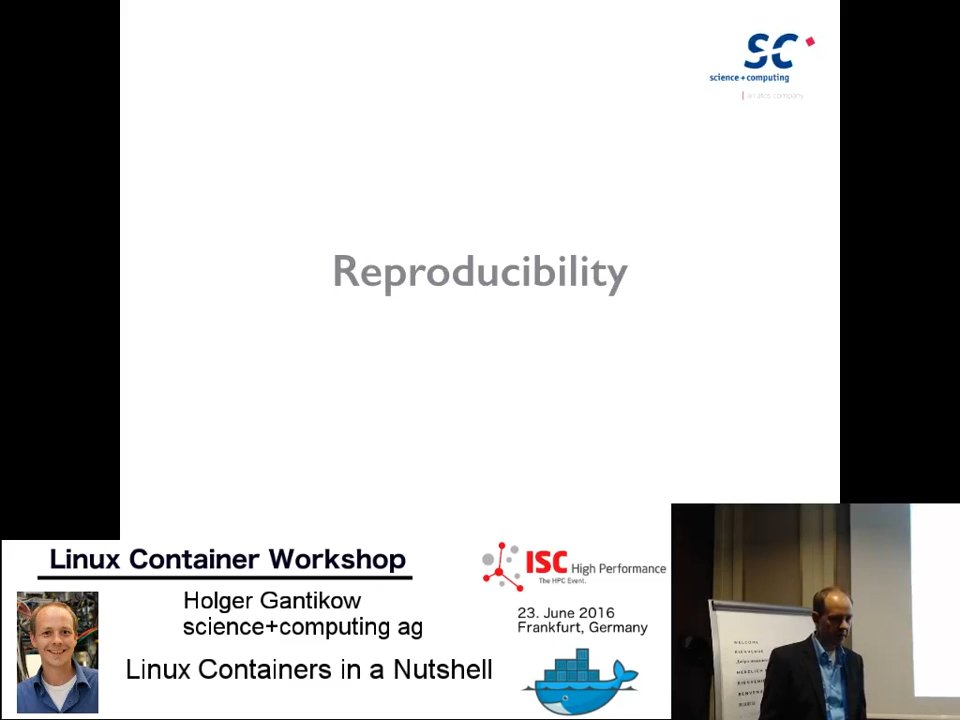 SC
science + computing
an atos company
Reproducibility
Linux Container Workshop
Holger Gantikow
science+computing ag
Linux Containers in a Nutshell
ISC High Performance
The HPC Event.
23. June 2016
Frankfurt, Germany
WELCOME